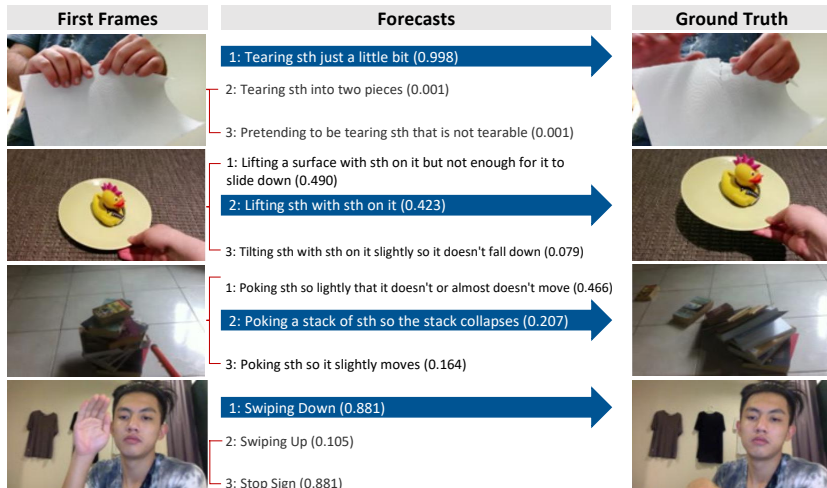 First Frames
Forecasts
Ground Truth
1: Tearing sth just a little bit (0.998)
2: Tearing sth into two pieces (0.001)
3: Pretending to be tearing sth that is not tearable (0.001)
1: Lifting a surface with sth on it but not enough for it to
slide down (0.490)
2: Lifting sth with sth on it (0.423)
3: Tilting sth with sth on it slightly so it doesn't fall down (0.079)
1: Poking sth so lightly that it doesn't or almost doesn't move (0.466)
2: Poking a stack of sth so the stack collapses (0.207)
3: Poking sth so it slightly moves (0.164)
1: Swiping Down (0.881)
2: Swiping Up (0.105)
3: Stop Sign (0.881)